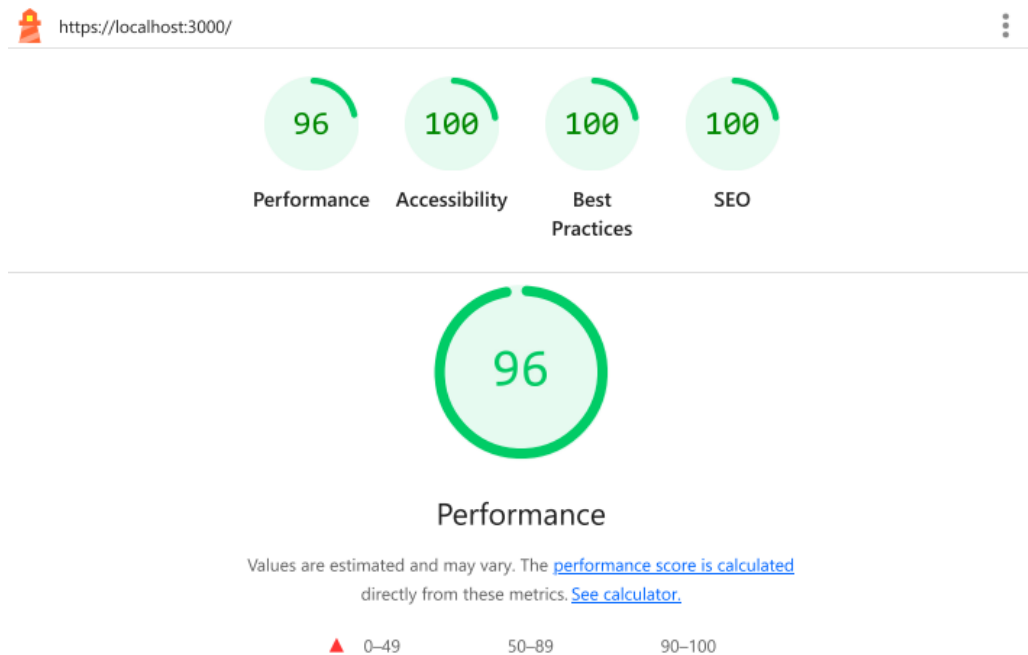 https://localhost:3000/
96 100 100 100
Performance Accessibility Best Practices SEO
96
Performance
Values are estimated and may vary. The performance score is calculated
directly from these metrics. See calculator.
0–49 50–89 90–100